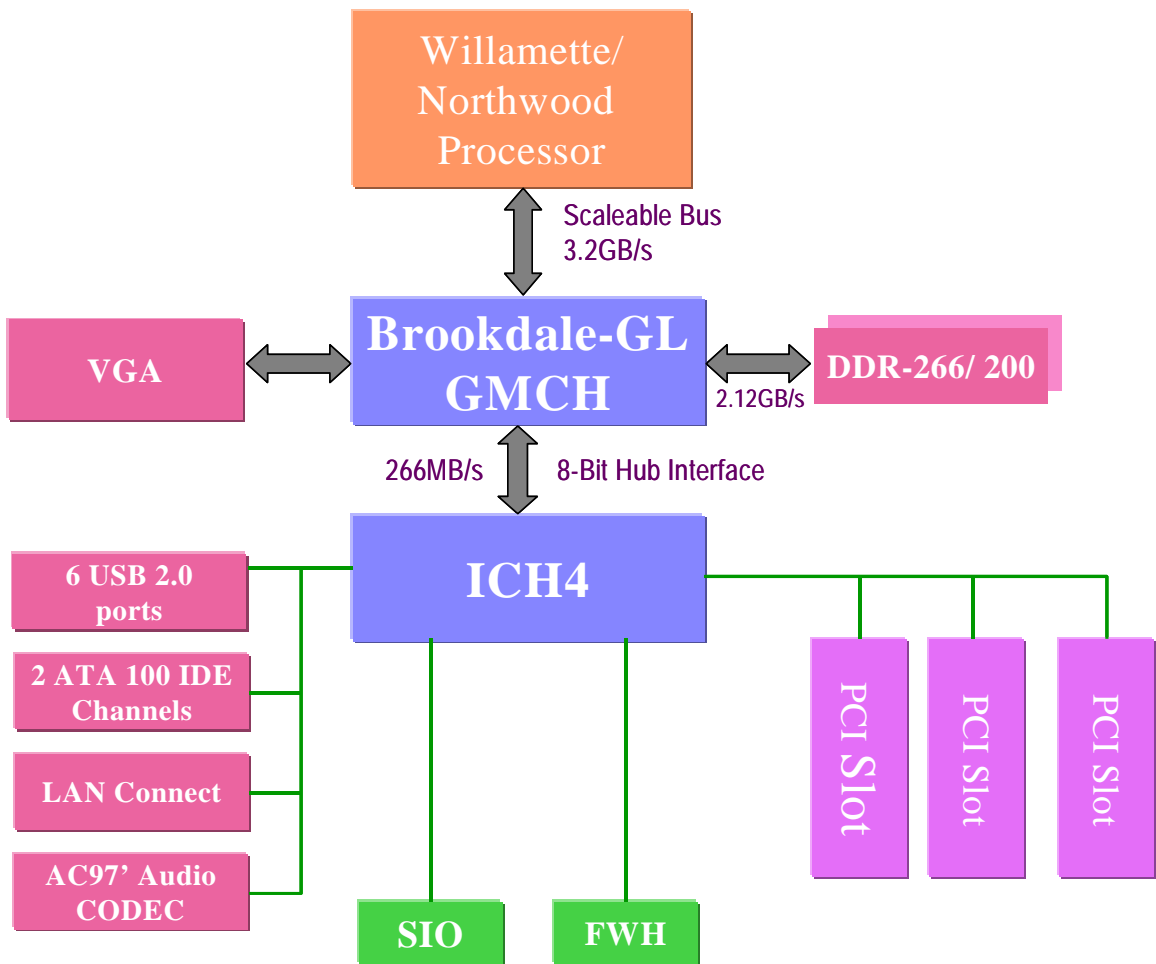 Willamette/
Northwood
Processor
Scaleable Bus
3.2GB/s
VGA
Brookdale-GL
GMCH
DDR-266/ 200
2.12GB/s
266MB/s
8-Bit Hub Interface
6 USB 2.0
ports
ICH4
2 ATA 100 IDE
Channels
LAN Connect
AC97’ Audio
CODEC
PCI Slot
PCI Slot
PCI Slot
SIO
FWH